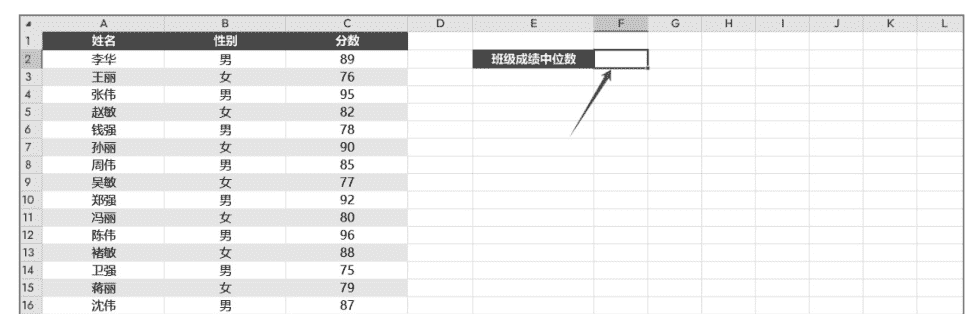 A B C D E F G H I J K L
1 姓名 性别 分数
2 李华 男 89 班级成绩中位数
3 王丽 女 76
4 张伟 男 95
5 赵敏 女 82
6 钱强 男 78
7 孙丽 女 90
8 周伟 男 85
9 吴敏 女 77
10 郑强 男 92
11 冯丽 女 80
12 陈伟 男 96
13 褚敏 女 88
14 卫强 男 75
15 蒋丽 女 79
16 沈伟 男 87